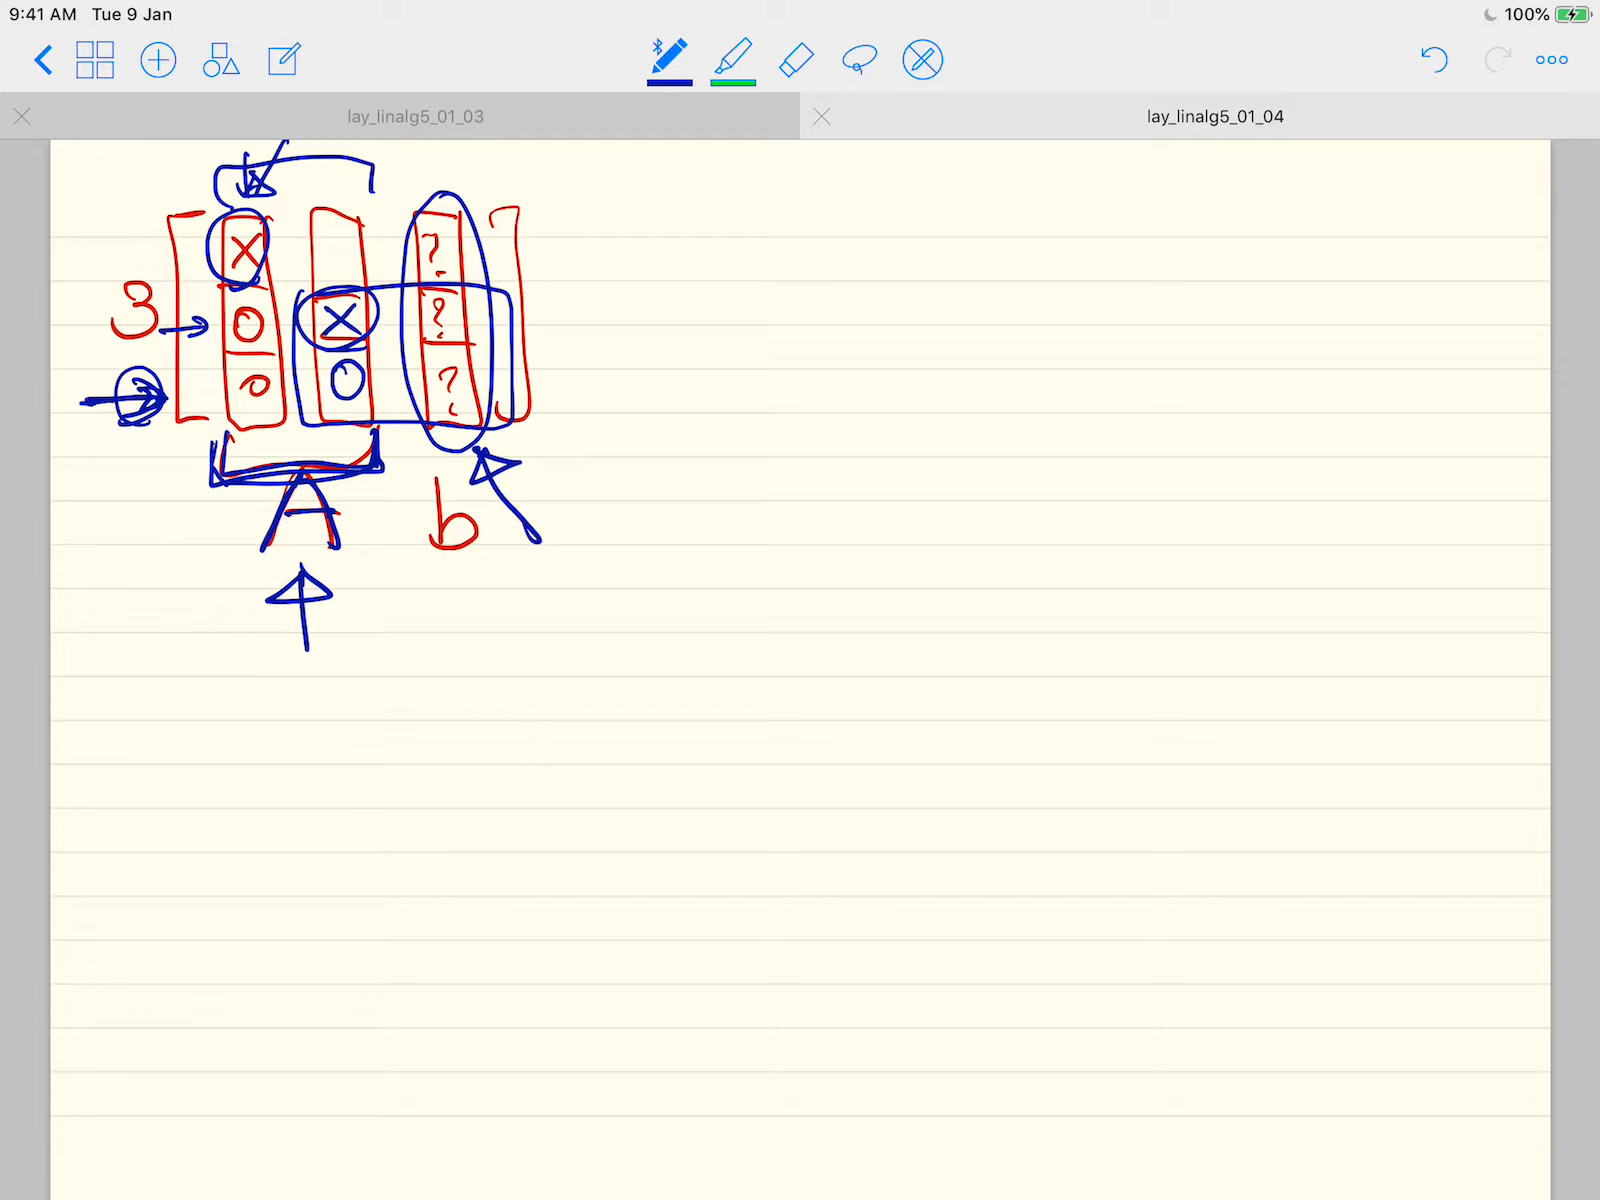 9:41 AM Tue 9 Jan 100%
lay_linalg5_01_03 lay_linalg5_01_04
X ?
3 O X ?
O O ?
A b